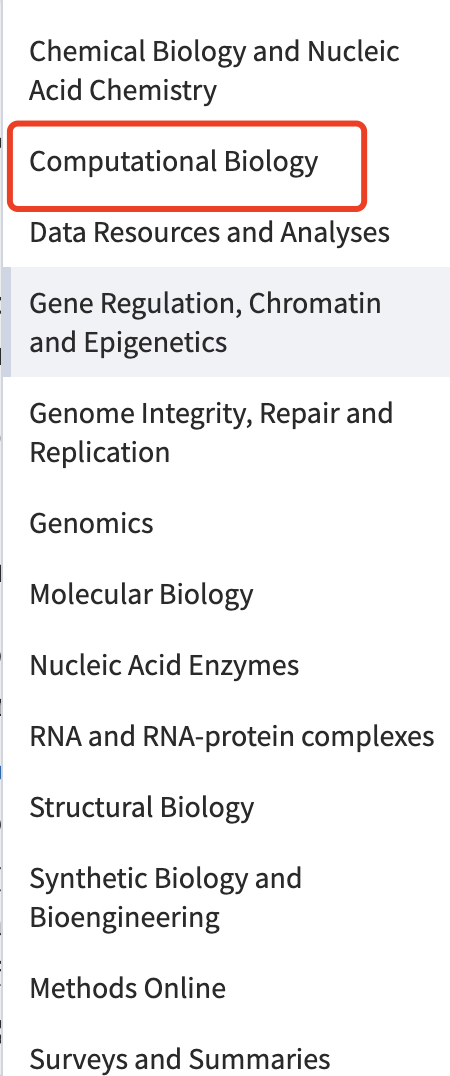 Chemical Biology and Nucleic
Acid Chemistry
Computational Biology
Data Resources and Analyses
Gene Regulation, Chromatin
and Epigenetics
Genome Integrity, Repair and
Replication
Genomics
Molecular Biology
Nucleic Acid Enzymes
RNA and RNA-protein complexes
Structural Biology
Synthetic Biology and
Bioengineering
Methods Online
Surveys and Summaries